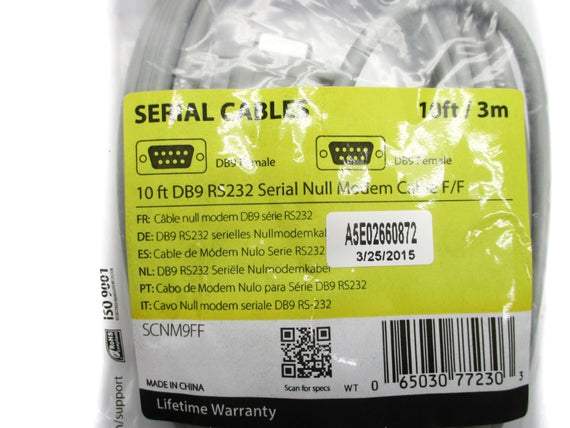 SERIAL CABLES 10ft / 3m
DB9 Female DB9 Female
10 ft DB9 RS232 Serial Null Modem Cable F/F
FR: Câble null modem DB9 série RS232
DE: DB9 RS232 serielles Nullmodemkabel
ES: Cable de Módem Nulo Serie RS232
NL: DB9 RS232 Seriële Nulmodemkabel
PT: Cabo de Modem Nulo para Série DB9 RS232
IT: Cavo Null modem seriale DB9 RS-232
A5E02660872
3/25/2015
SCNM9FF
MADE IN CHINA
Scan for specs
WT
0 65030 77230 3
Lifetime Warranty
ISO 9001
RoHS
/support